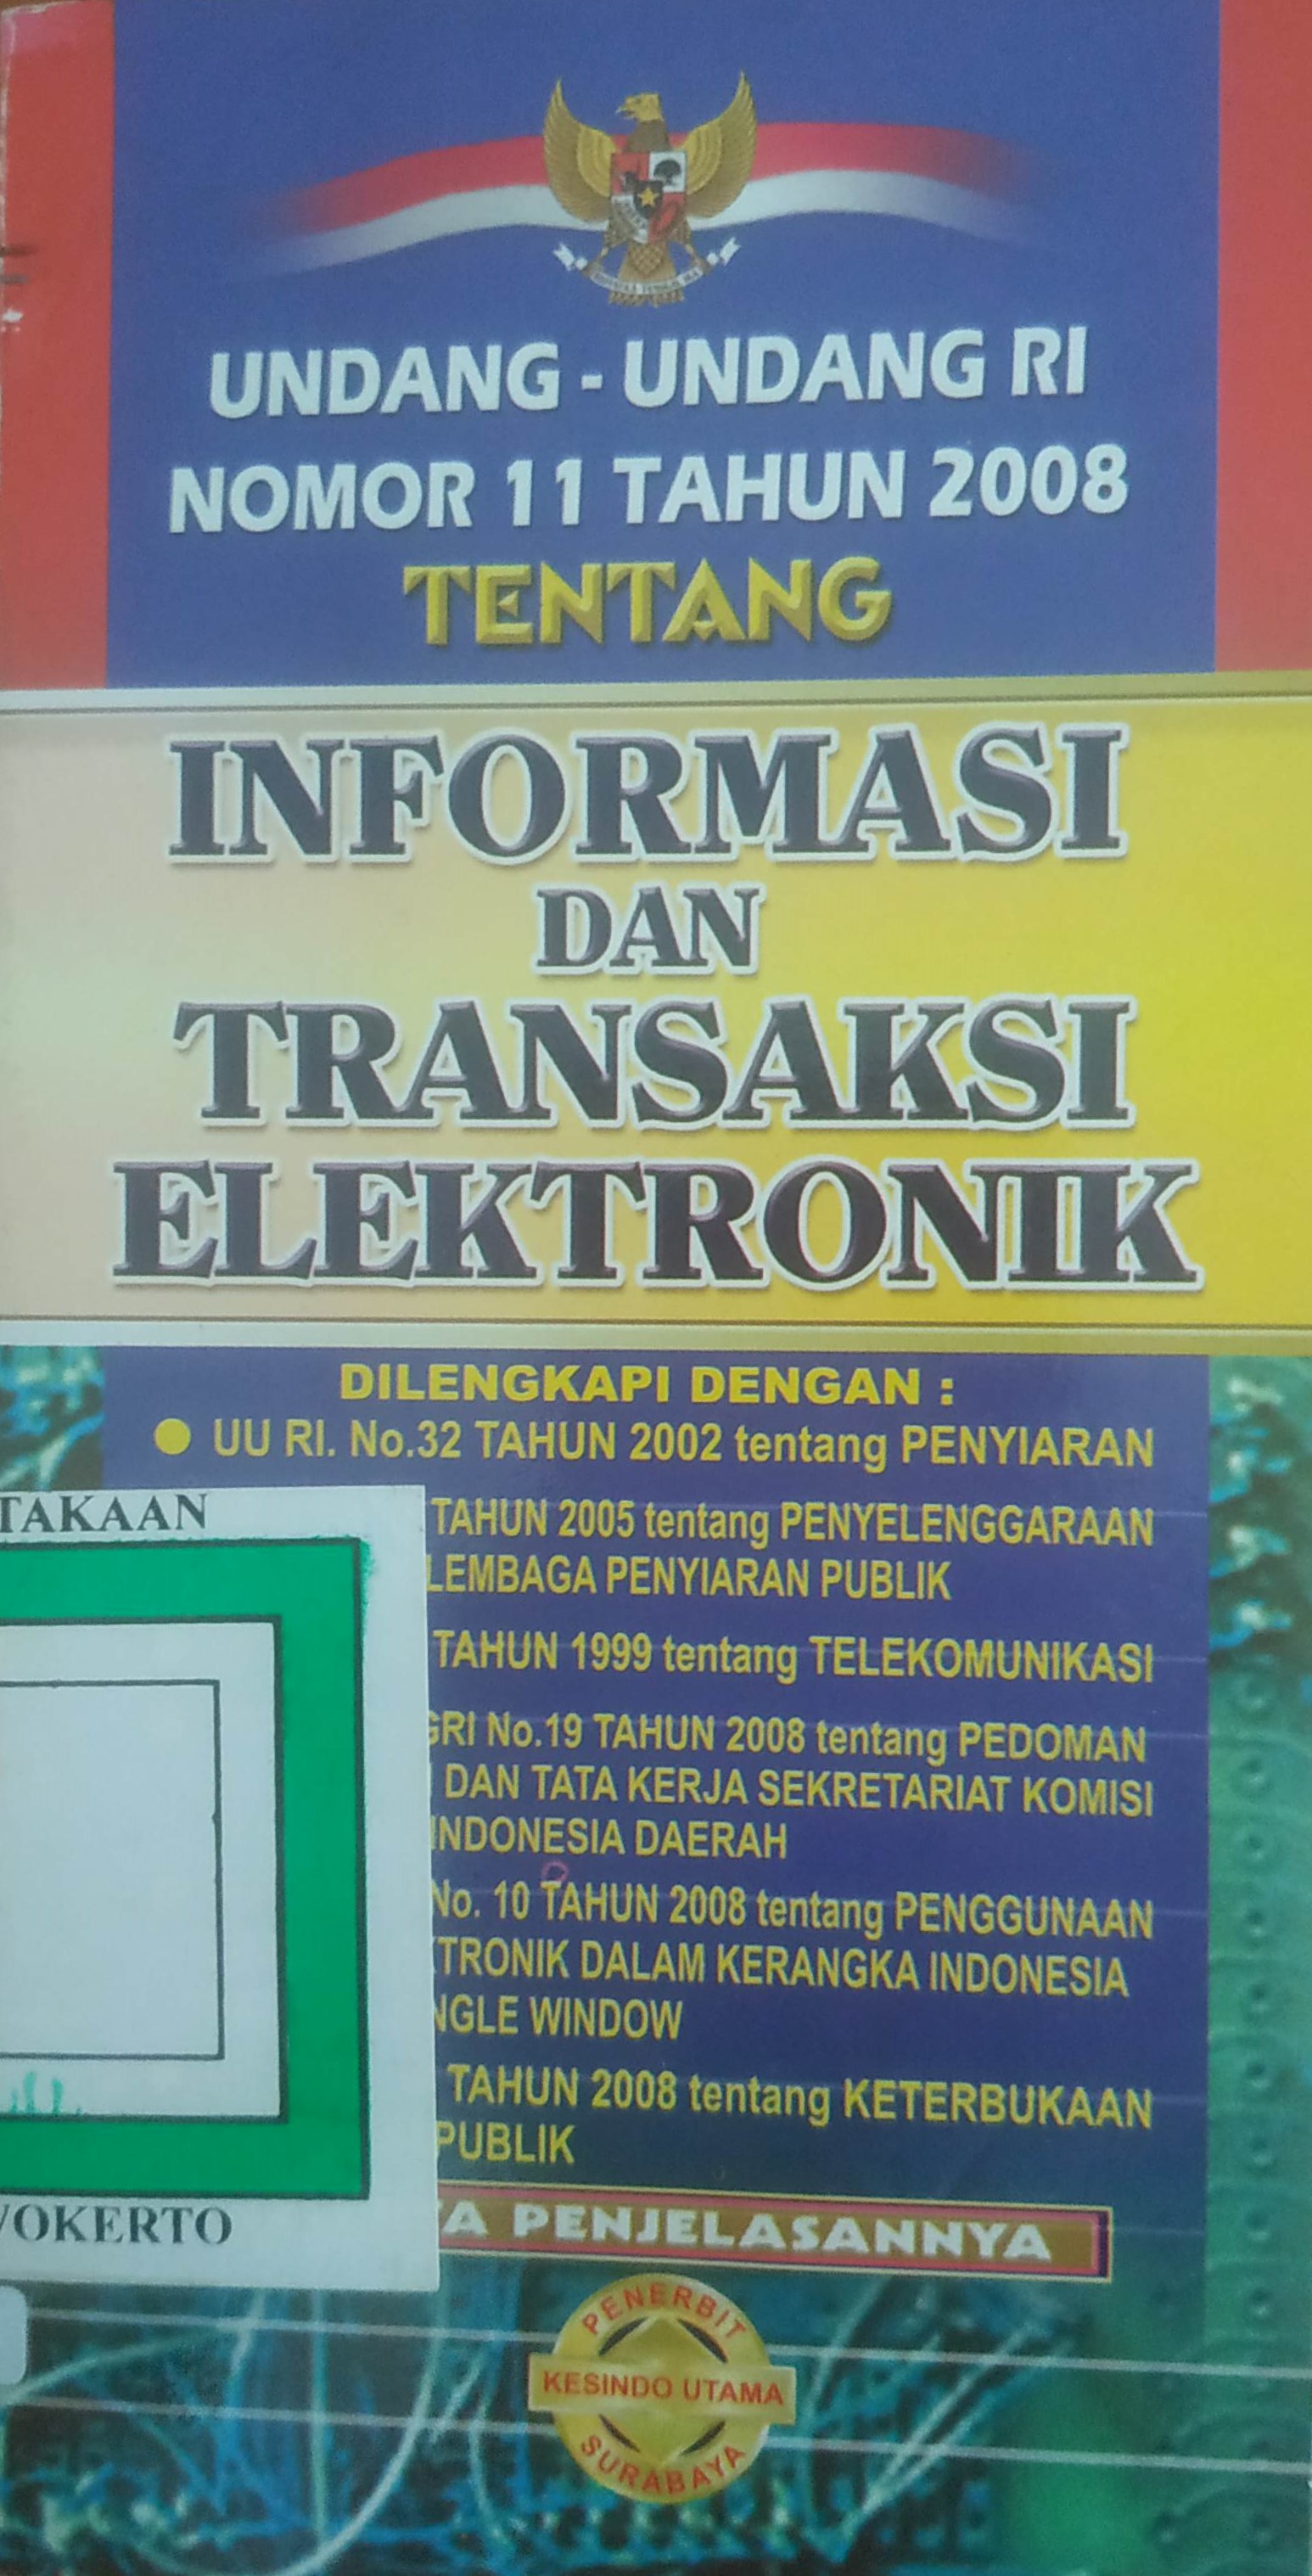 UNDANG - UNDANG RI
NOMOR 11 TAHUN 2008
TENTANG
INFORMASI
DAN
TRANSAKSI
ELEKTRONIK
DILENGKAPI DENGAN :
● UU RI. No.32 TAHUN 2002 tentang PENYIARAN
TAHUN 2005 tentang PENYELENGGARAAN
LEMBAGA PENYIARAN PUBLIK
TAHUN 1999 tentang TELEKOMUNIKASI
GRI No.19 TAHUN 2008 tentang PEDOMAN
DAN TATA KERJA SEKRETARIAT KOMISI
INDONESIA DAERAH
No. 10 TAHUN 2008 tentang PENGGUNAAN
TRONIK DALAM KERANGKA INDONESIA
NGLE WINDOW
TAHUN 2008 tentang KETERBUKAAN
PUBLIK
TA PENJELASANNYA
TAKAAN
WOKERTO
PENERBIT
KESINDO UTAMA
SURABAYA